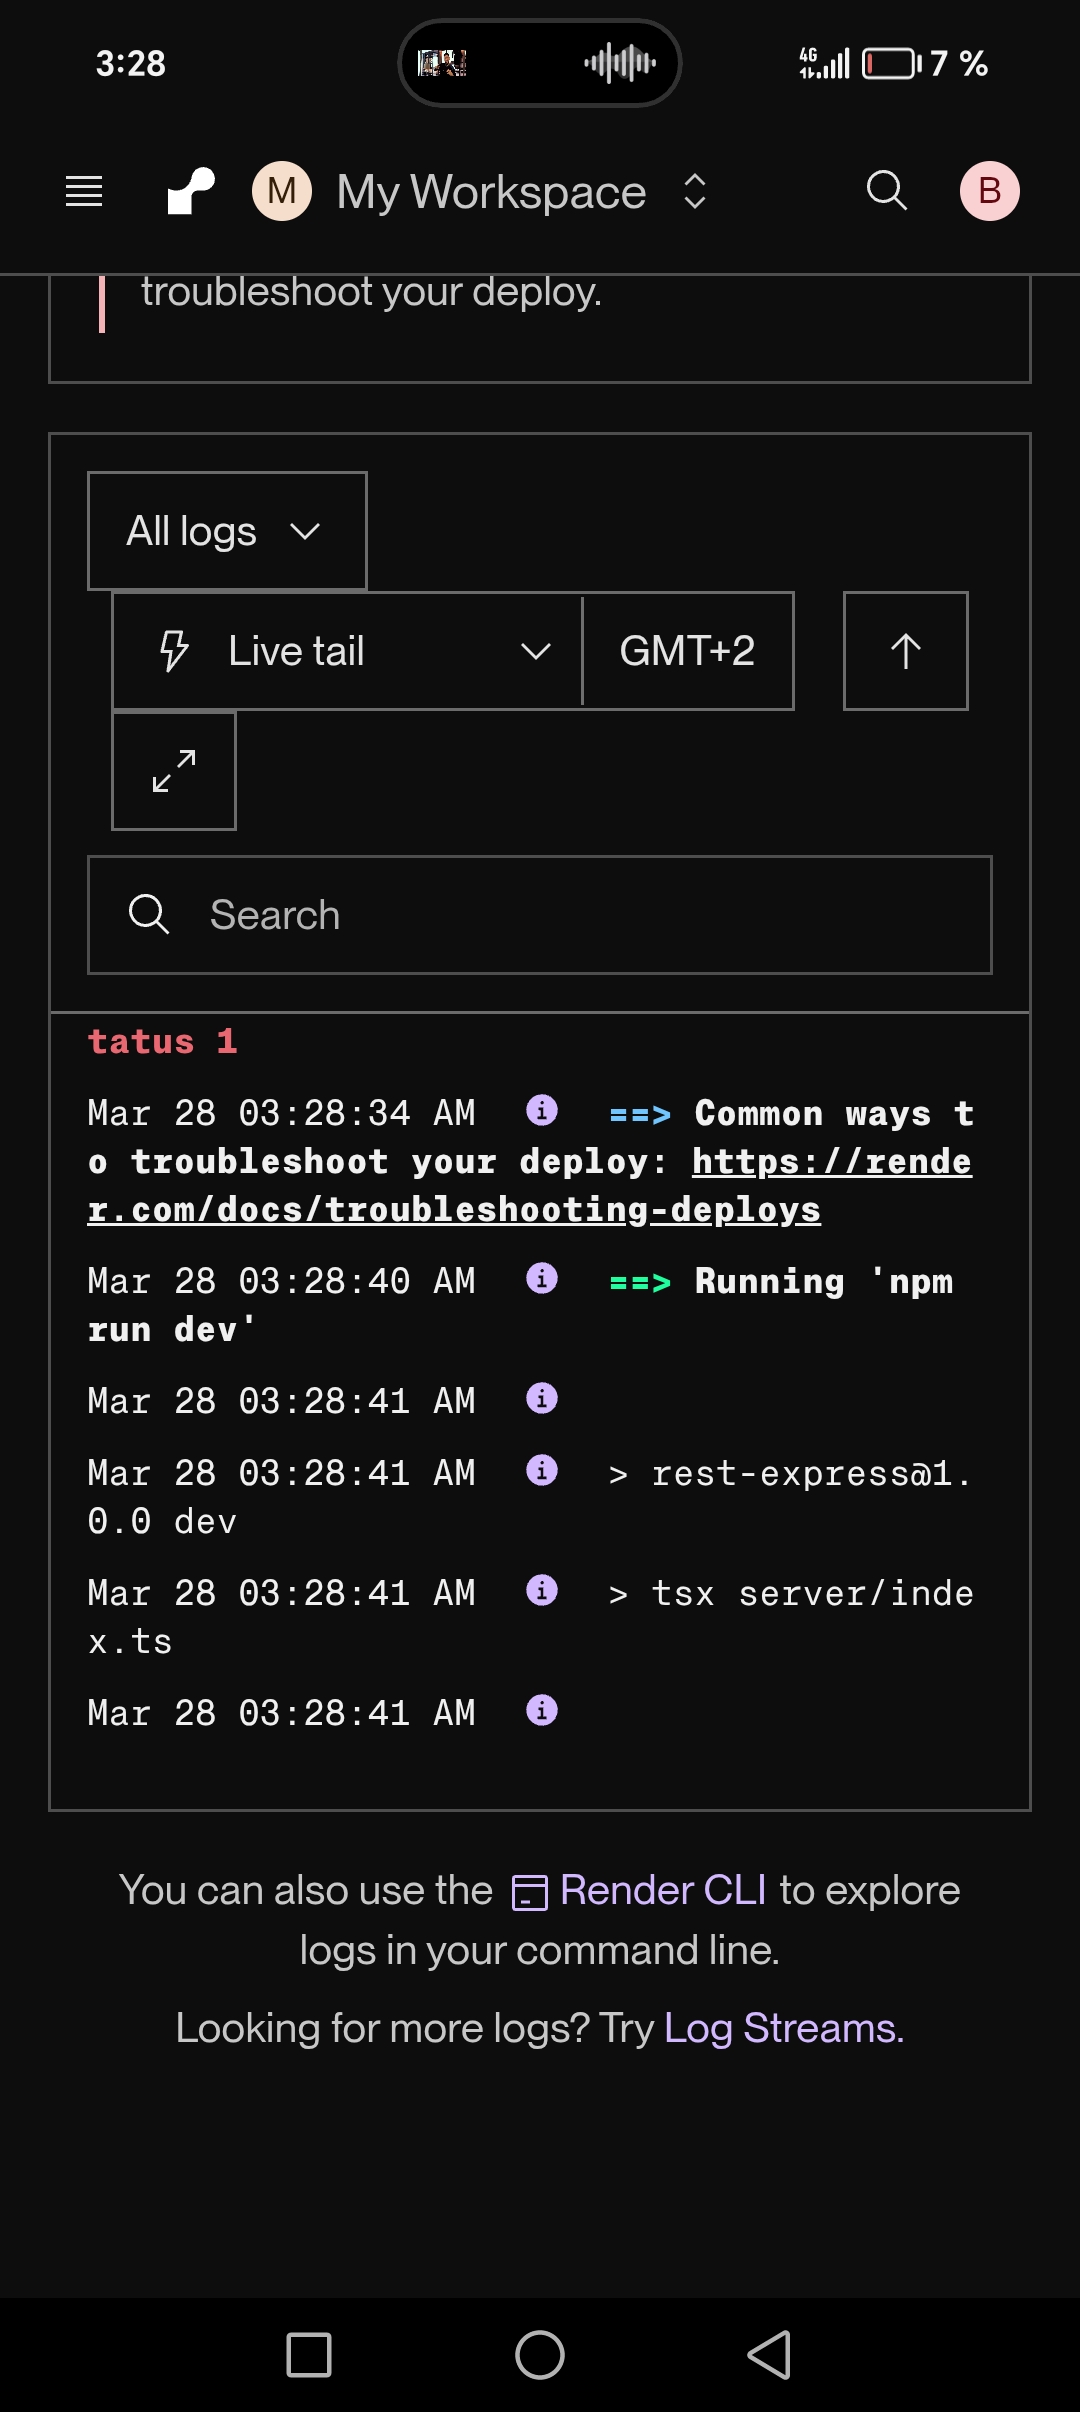 3:28
4G
7 %
M
My Workspace
B
troubleshoot your deploy.
All logs
Live tail
GMT+2
Search
tatus 1
Mar 28 03:28:34 AM ==> Common ways t
o troubleshoot your deploy: https://rende
r.com/docs/troubleshooting-deploys
Mar 28 03:28:40 AM ==> Running 'npm
run dev'
Mar 28 03:28:41 AM
Mar 28 03:28:41 AM > rest-express@1.
0.0 dev
Mar 28 03:28:41 AM > tsx server/inde
x.ts
Mar 28 03:28:41 AM
You can also use the Render CLI to explore
logs in your command line.
Looking for more logs? Try Log Streams.